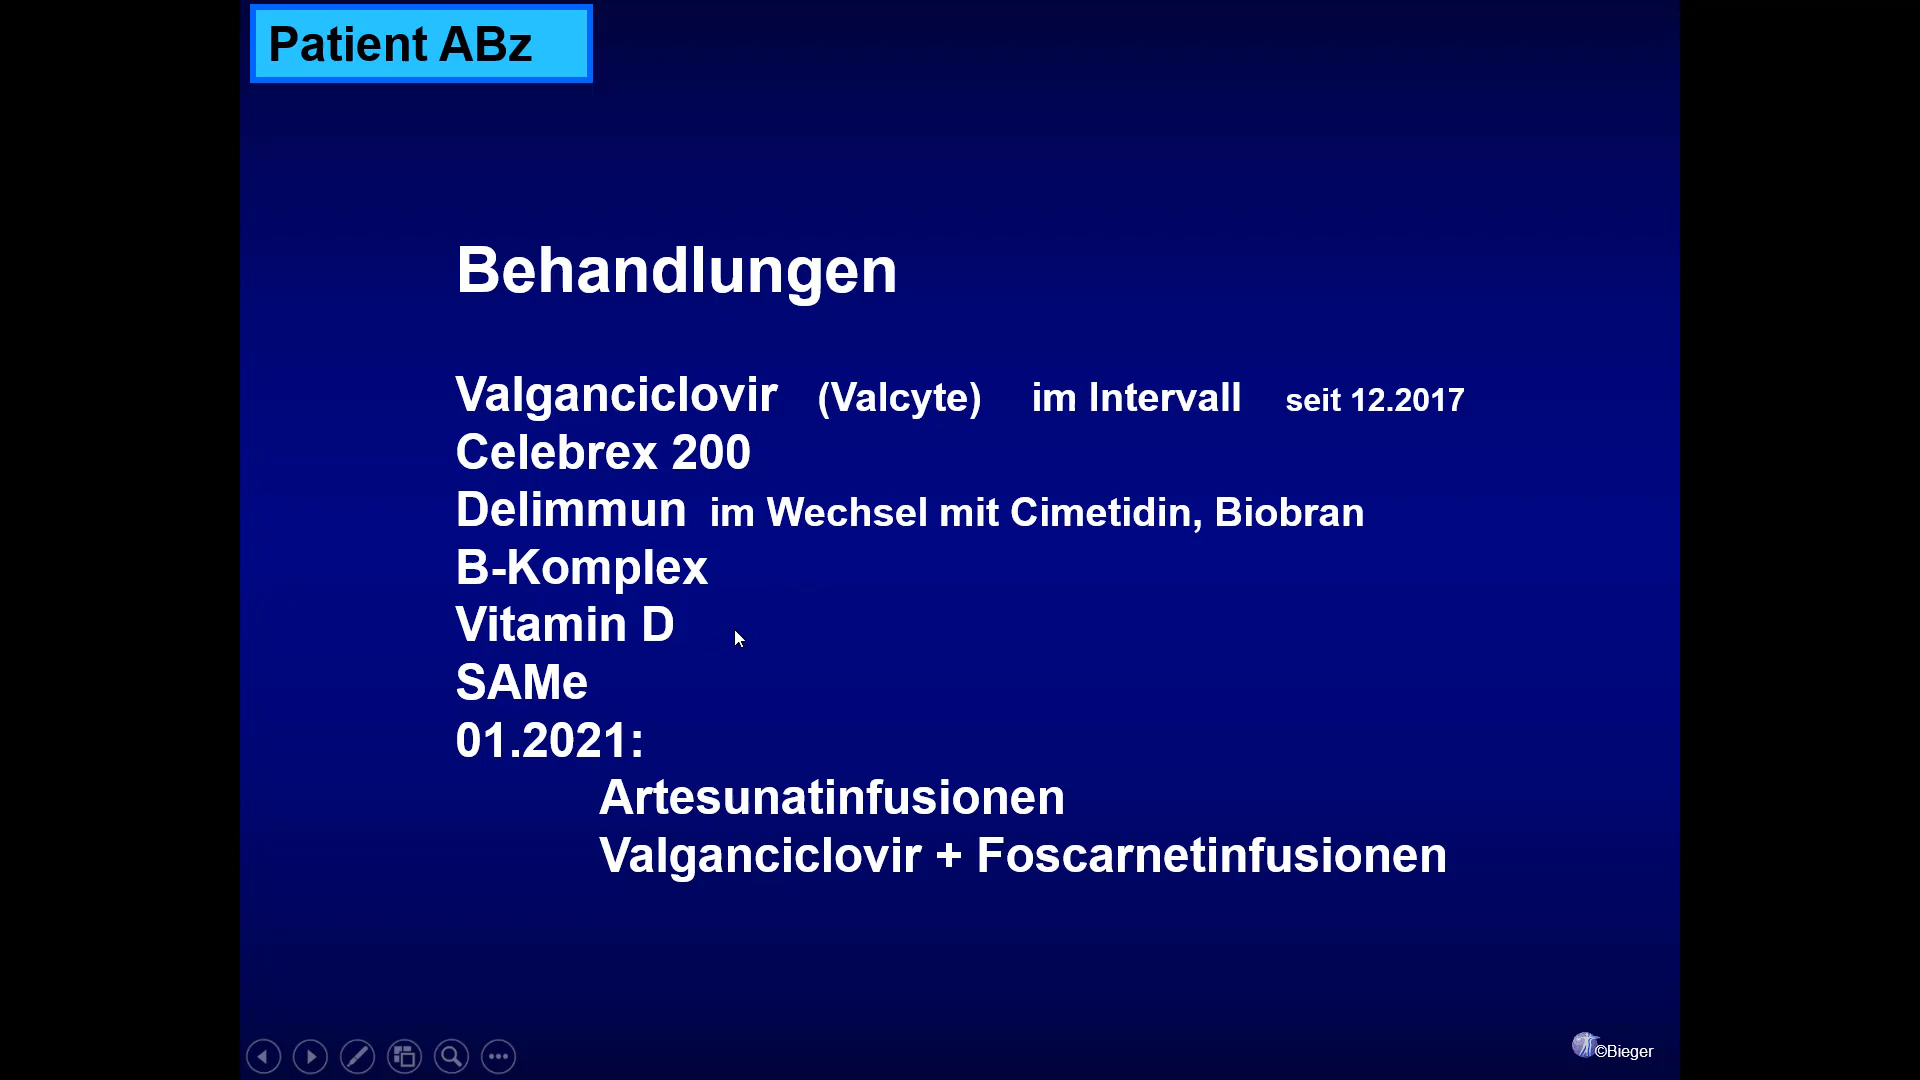 Patient ABz
Behandlungen
Valganciclovir (Valcyte) im Intervall seit 12.2017
Celebrex 200
Delimmun im Wechsel mit Cimetidin, Biobran
B-Komplex
Vitamin D
SAMe
01.2021:
Artesunatinfusionen
Valganciclovir + Foscarnetinfusionen
©Bieger